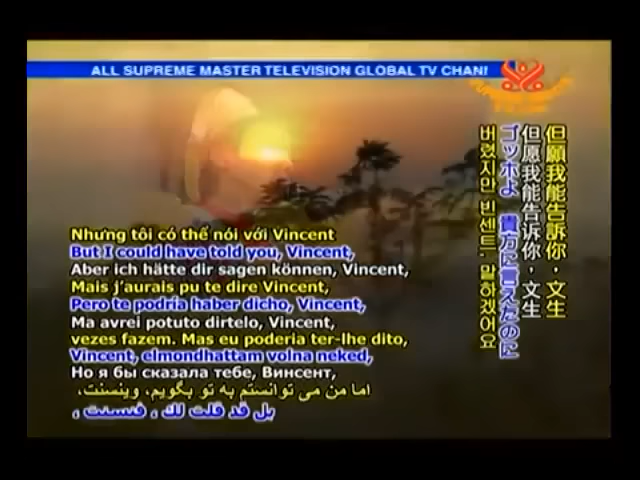 ALL SUPREME MASTER TELEVISION GLOBAL TV CHAN
但願我能告訴你，文生
但愿我能告诉你，文生
ゴッホよ 貴方に言えたのに
버렸지만 빈센트, 말하겠어요
Nhưng tôi có thể nói với Vincent
But I could have told you, Vincent,
Aber ich hätte dir sagen können, Vincent,
Mais j'aurais pu te dire Vincent,
Pero te podría haber dicho, Vincent,
Ma avrei potuto dirtelo, Vincent,
vezes fazem. Mas eu poderia ter-lhe dito,
Vincent, elmondhattam volna neked,
Но я бы сказала тебе, Винсент,
اما من می توانستم به تو بگویم، وینسنت،
بل قد قلت لك ، فنسنت ،